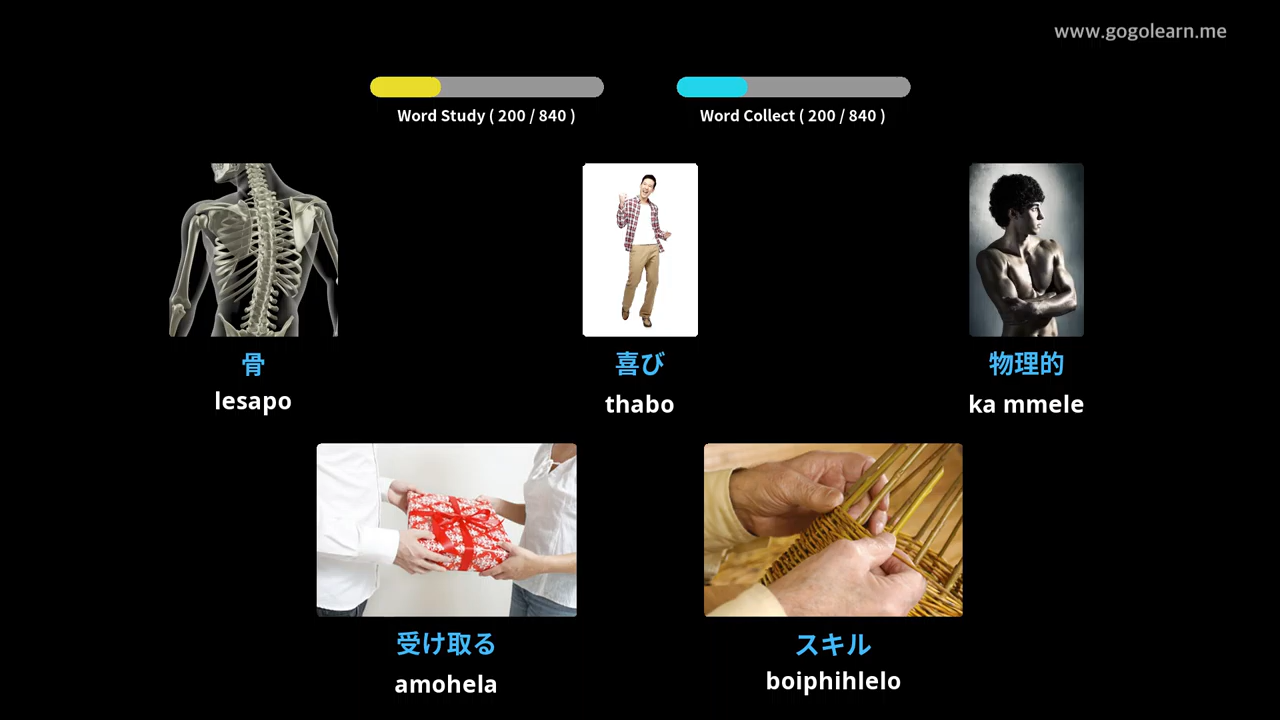 www.gogolearn.me
Word Study ( 200 / 840 )
Word Collect ( 200 / 840 )
骨
lesapo
喜び
thabo
物理的
ka mmele
受け取る
amohela
スキル
boiphihlelo